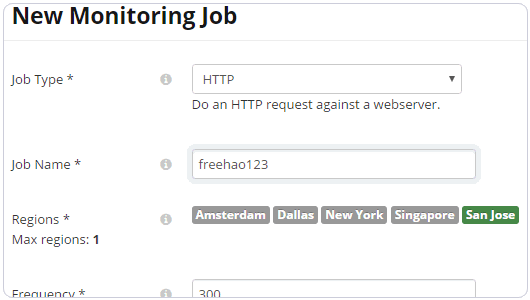 New Monitoring Job
Job Type *
HTTP
Do an HTTP request against a webserver.
Job Name *
freehao123
Regions *
Amsterdam Dallas New York Singapore San Jose
Max regions: 1
Frequency *
300